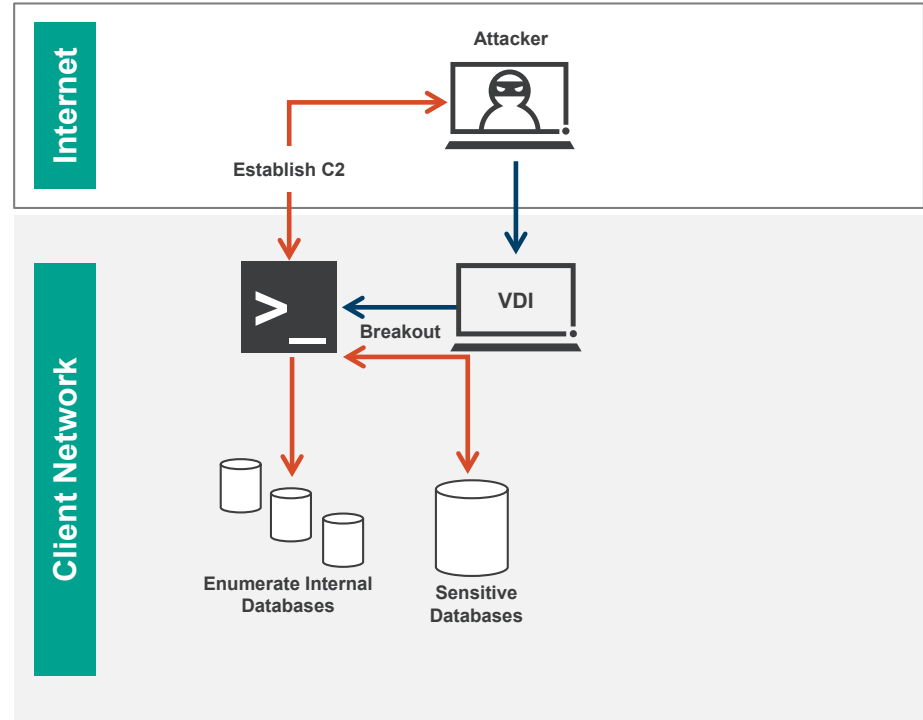 Internet
Attacker
Establish C2
>_
VDI
Breakout
Client Network
Enumerate Internal
Databases
Sensitive
Databases